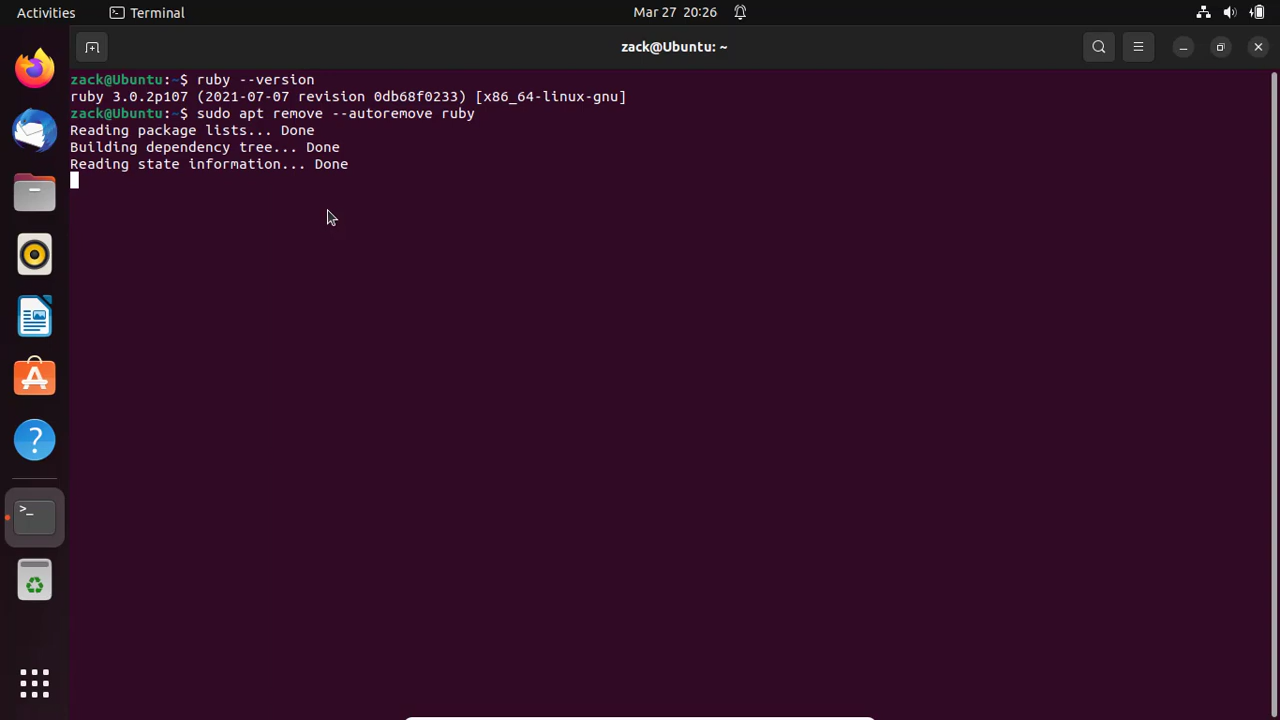 Activities Terminal Mar 27 20:26
zack@Ubuntu: ~
zack@Ubuntu:~$ ruby --version
ruby 3.0.2p107 (2021-07-07 revision 0db68f0233) [x86_64-linux-gnu]
zack@Ubuntu:~$ sudo apt remove --autoremove ruby
Reading package lists... Done
Building dependency tree... Done
Reading state information... Done